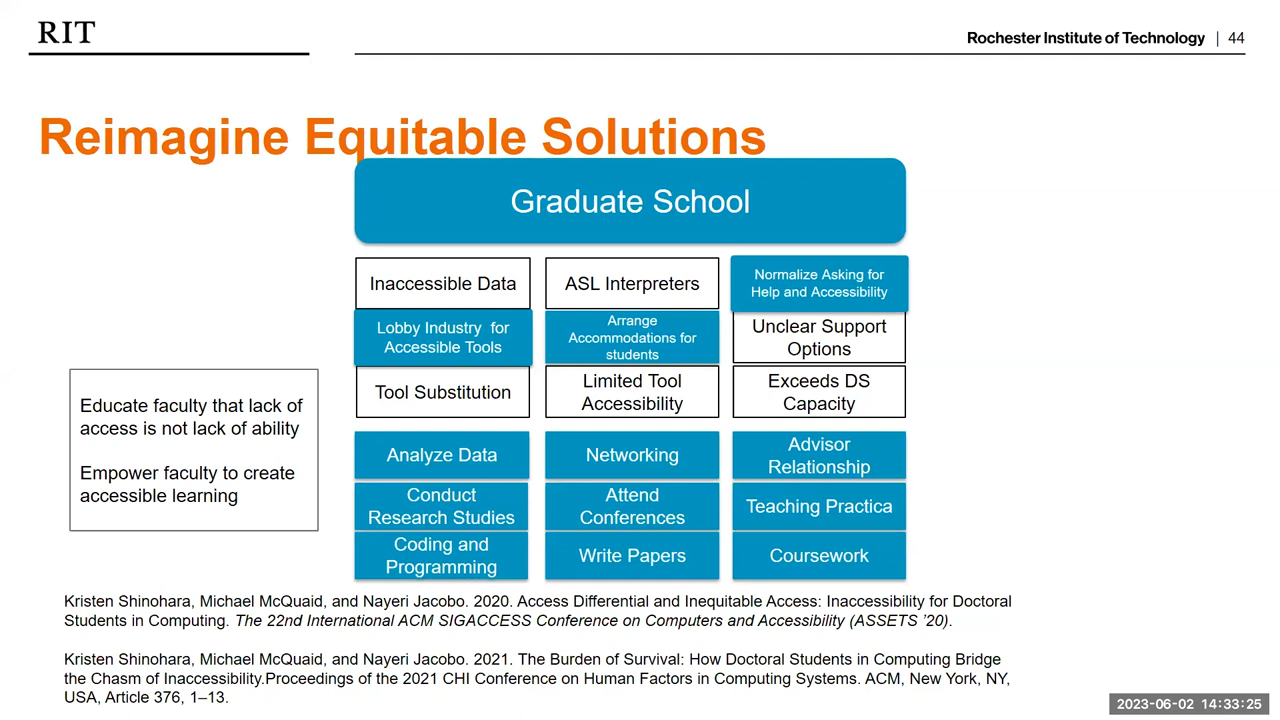 RIT
Rochester Institute of Technology | 44
Reimagine Equitable Solutions
Graduate School
Inaccessible Data
ASL Interpreters
Normalize Asking for
Help and Accessibility
Lobby Industry for
Accessible Tools
Arrange
Accommodations for
students
Unclear Support
Options
Tool Substitution
Limited Tool
Accessibility
Exceeds DS
Capacity
Educate faculty that lack of
access is not lack of ability
Empower faculty to create
accessible learning
Analyze Data
Networking
Advisor
Relationship
Conduct
Research Studies
Attend
Conferences
Teaching Practica
Coding and
Programming
Write Papers
Coursework
Kristen Shinohara, Michael McQuaid, and Nayeri Jacobo. 2020. Access Differential and Inequitable Access: Inaccessibility for Doctoral
Students in Computing. The 22nd International ACM SIGACCESS Conference on Computers and Accessibility (ASSETS ’20).
Kristen Shinohara, Michael McQuaid, and Nayeri Jacobo. 2021. The Burden of Survival: How Doctoral Students in Computing Bridge
the Chasm of Inaccessibility.Proceedings of the 2021 CHI Conference on Human Factors in Computing Systems. ACM, New York, NY,
USA, Article 376, 1–13.
2023-06-02 14:33:25